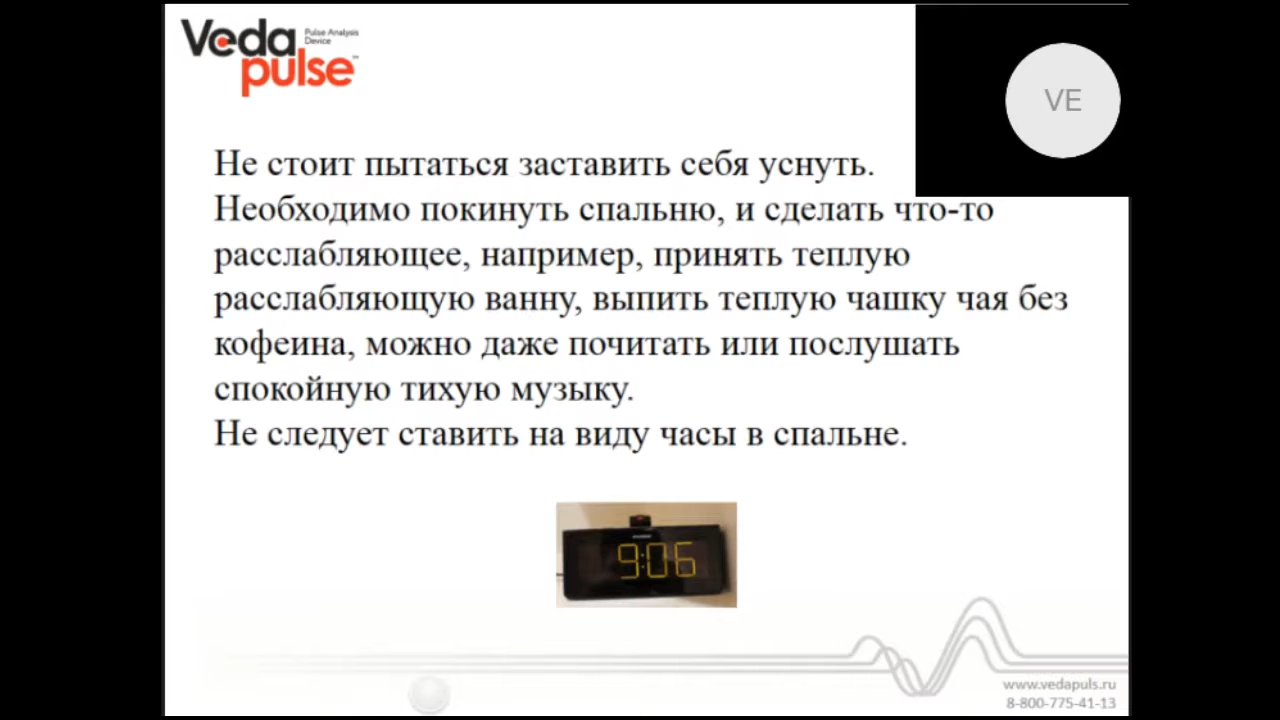 Veda
Pulse Analysis
Device
pulse
VE
Не стоит пытаться заставить себя уснуть.
Необходимо покинуть спальню, и сделать что-то
расслабляющее, например, принять теплую
расслабляющую ванну, выпить теплую чашку чая без
кофеина, можно даже почитать или послушать
спокойную тихую музыку.
Не следует ставить на виду часы в спальне.
9:06
www.vedapuls.ru
8-800-775-41-13